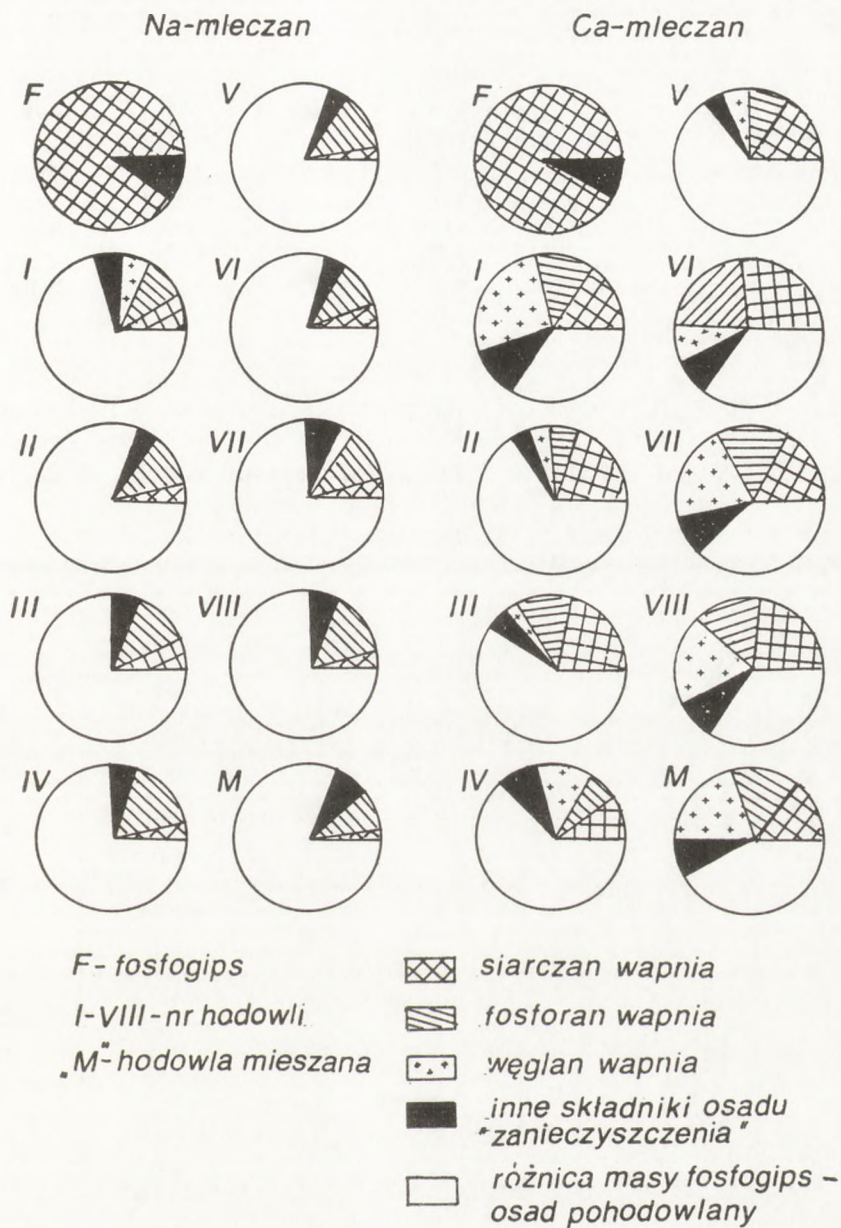 Na-mleczan
Ca-mleczan
F
V
F
V
I
VI
I
VI
II
VII
II
VII
III
VIII
III
VIII
IV
M
IV
M
F- fosfogips
I-VIII-nr hodowli
„M"-hodowla mieszana
siarczan wapnia
fosforan wapnia
węglan wapnia
inne składniki osadu
"zanieczyszczenia"
różnica masy fosfogips -
osad pohodowlany